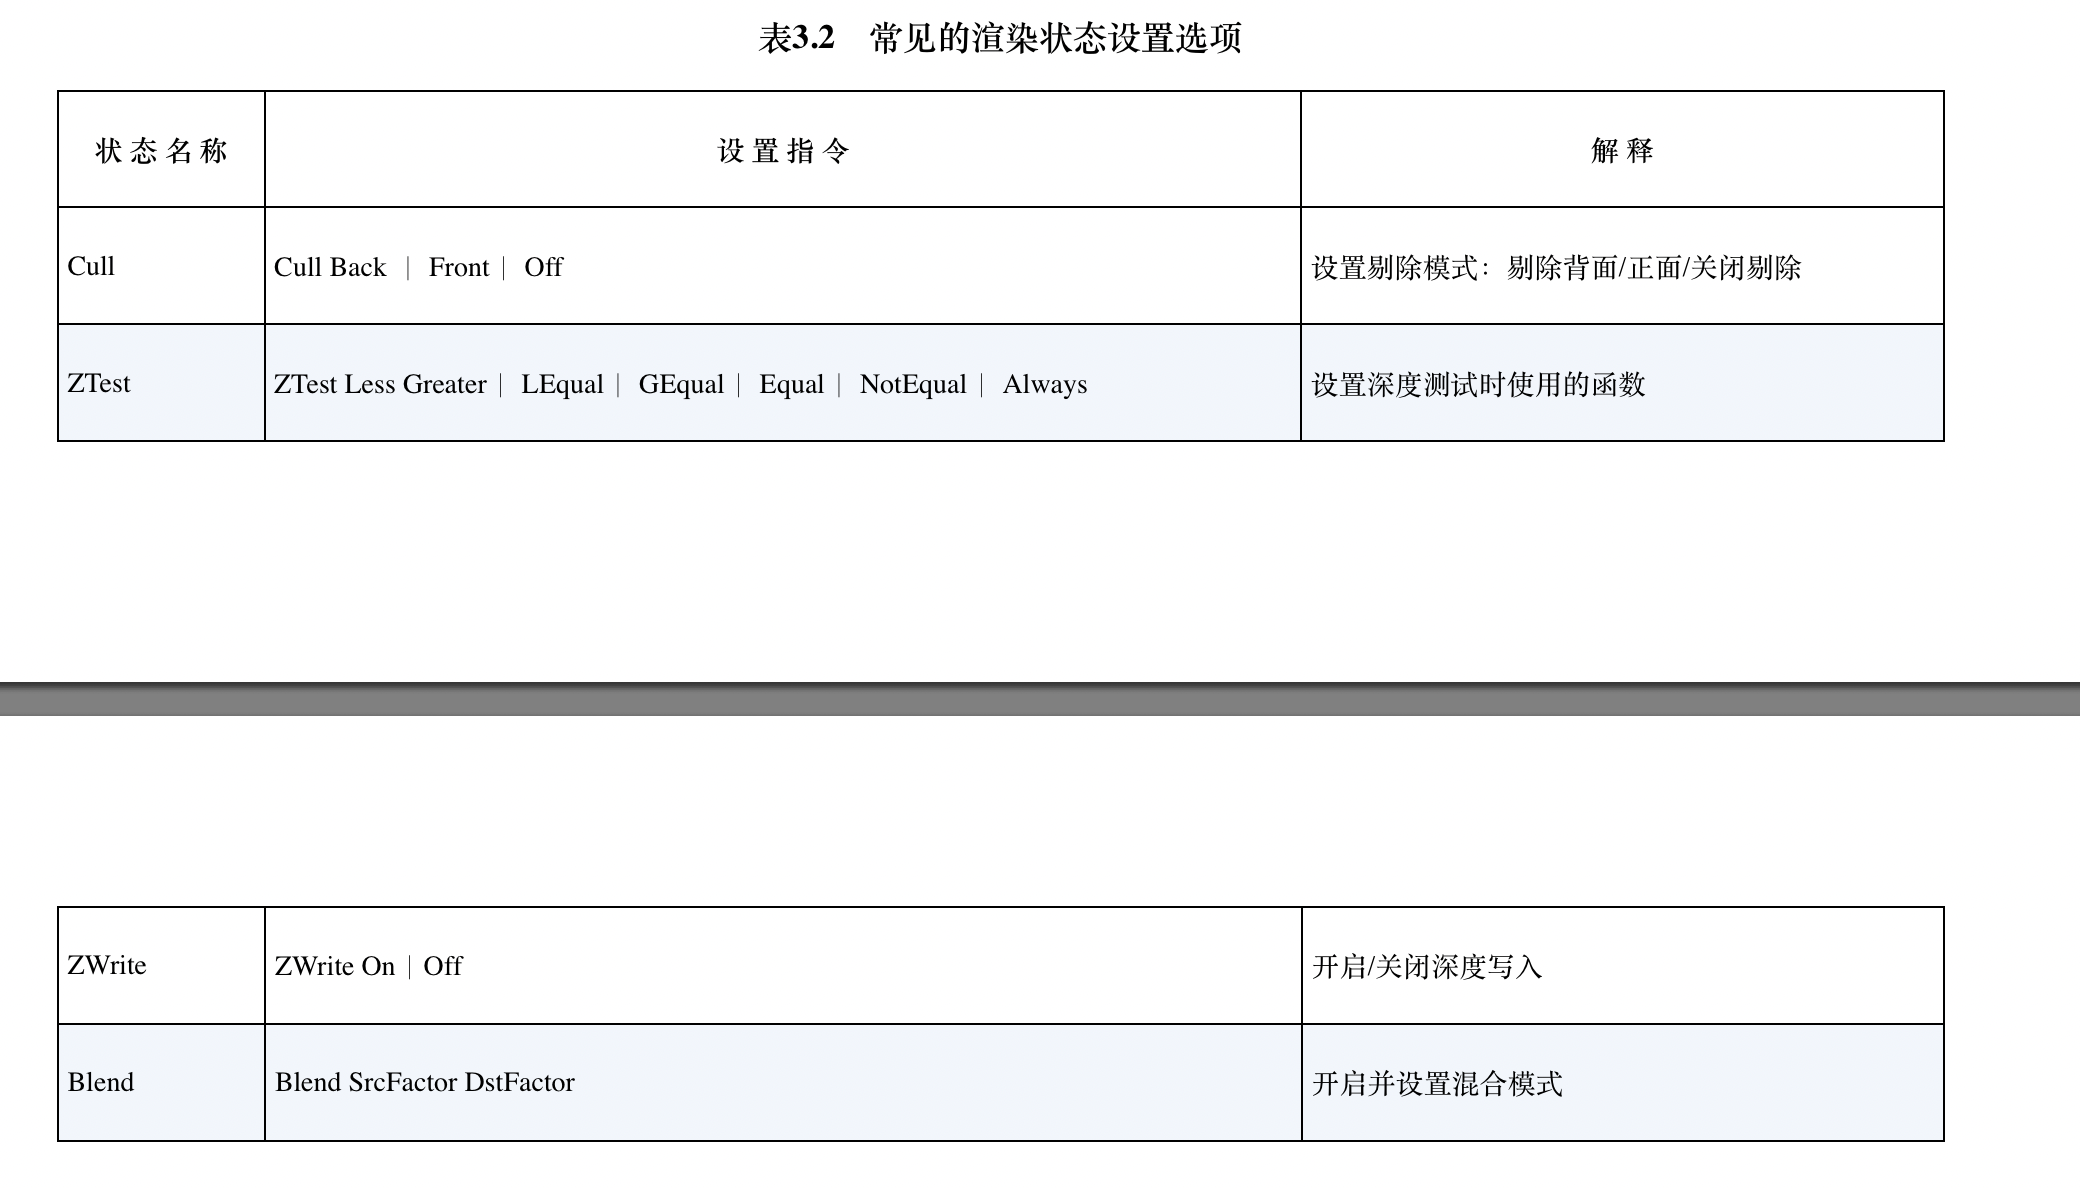 表3.2 常见的渲染状态设置选项
状态名称 设置指令 解释
Cull Cull Back | Front | Off 设置剔除模式：剔除背面/正面/关闭剔除
ZTest ZTest Less Greater | LEqual | GEqual | Equal | NotEqual | Always 设置深度测试时使用的函数
ZWrite ZWrite On | Off 开启/关闭深度写入
Blend Blend SrcFactor DstFactor 开启并设置混合模式